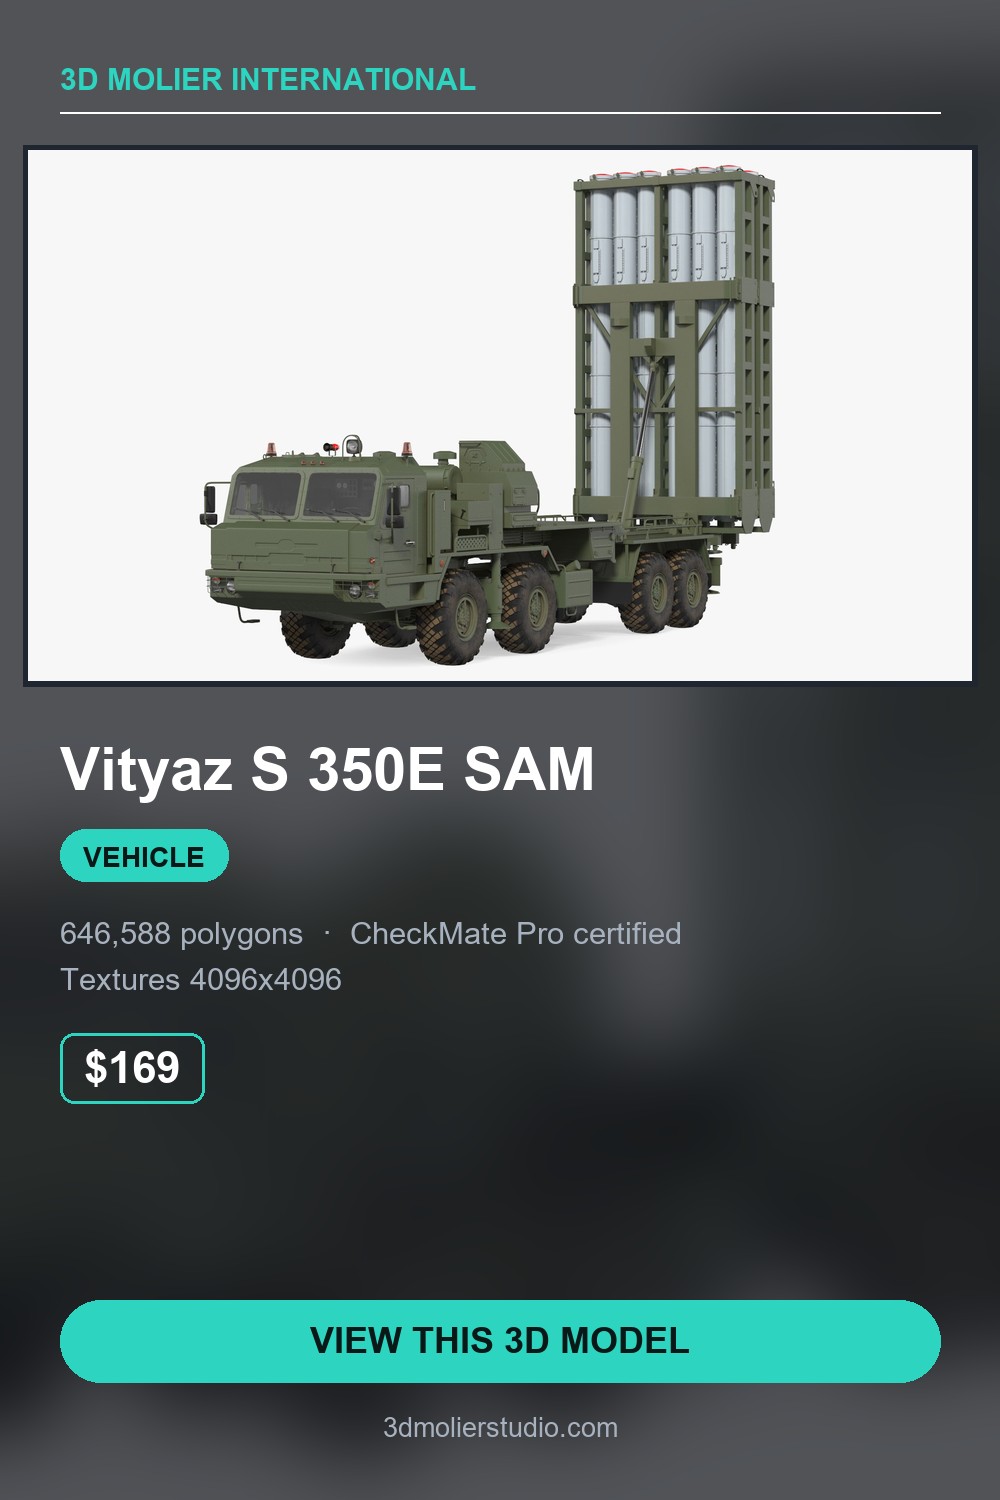 3D MOLIER INTERNATIONAL
Vityaz S 350E SAM
VEHICLE
646,588 polygons · CheckMate Pro certified
Textures 4096x4096
$169
VIEW THIS 3D MODEL
3dmolierstudio.com